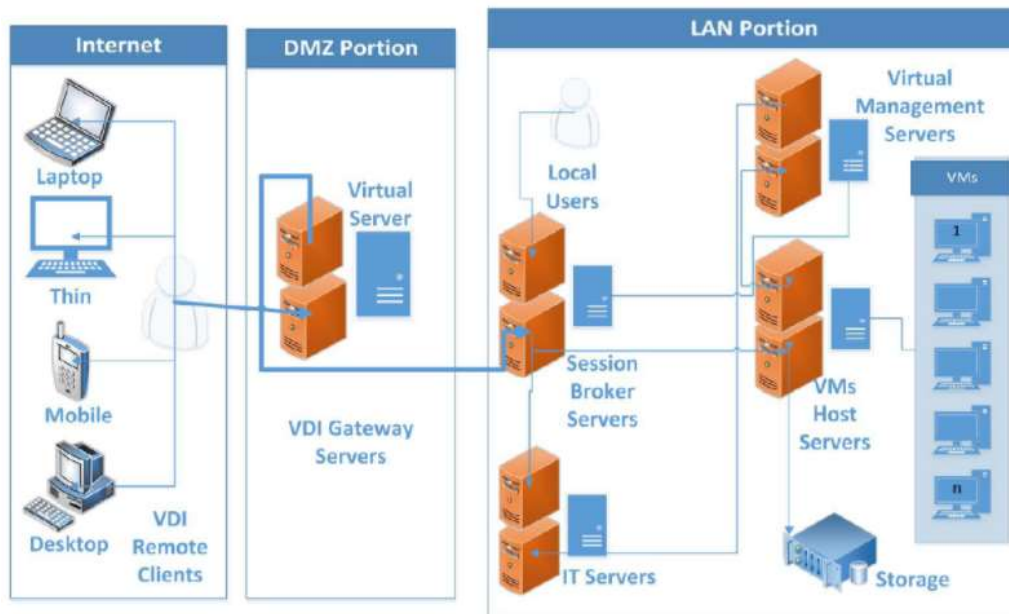 Internet
Laptop
Thin
Mobile
Desktop
VDI
Remote
Clients
DMZ Portion
Virtual
Server
VDI Gateway
Servers
LAN Portion
Local
Users
Session
Broker
Servers
IT Servers
Virtual
Management
Servers
VMs
Host
Servers
Storage
VMs
1
n